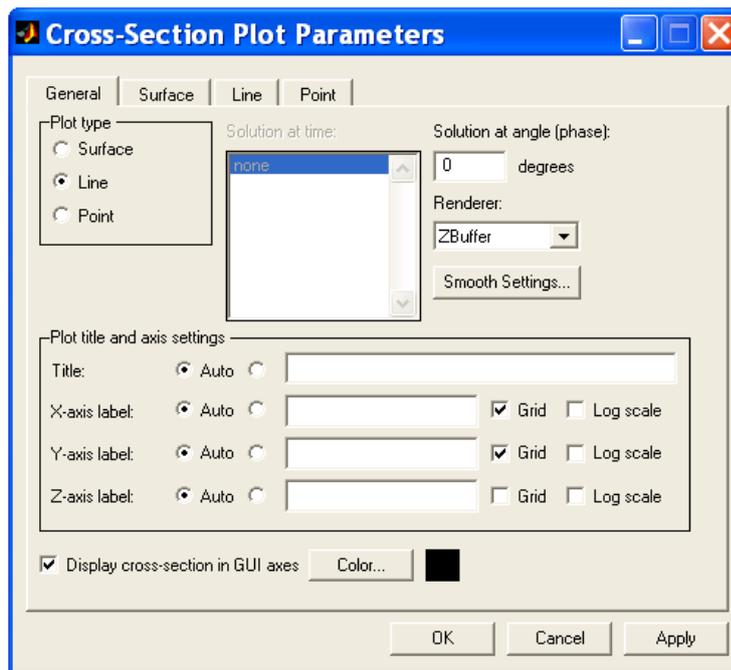 Cross-Section Plot Parameters
General Surface Line Point
Plot type
Surface
Line
Point
Solution at time:
none
Solution at angle (phase):
0 degrees
Renderer:
ZBuffer
Smooth Settings...
Plot title and axis settings
Title: Auto
X-axis label: Auto Grid Log scale
Y-axis label: Auto Grid Log scale
Z-axis label: Auto Grid Log scale
Display cross-section in GUI axes Color...
OK Cancel Apply